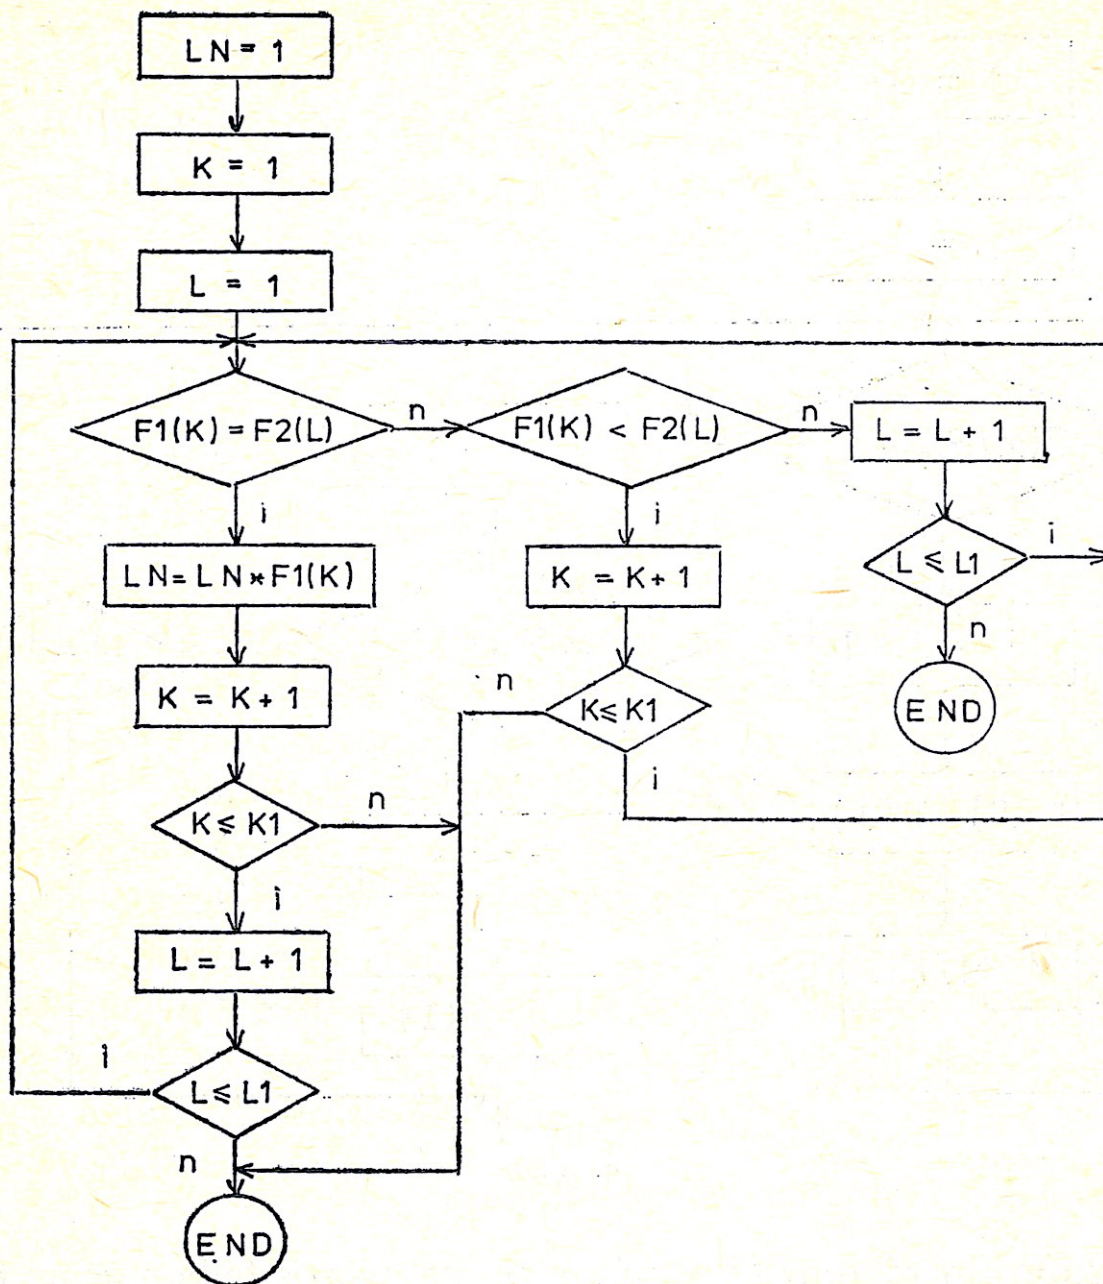 LN = 1
K = 1
L = 1
F1(K) = F2(L)
n
F1(K) < F2(L)
n
L = L + 1
i
i
L ≤ L1
i
LN = LN * F1(K)
K = K + 1
n
END
K = K + 1
n
K ≤ K1
i
K ≤ K1
n
i
L = L + 1
i
L ≤ L1
n
END